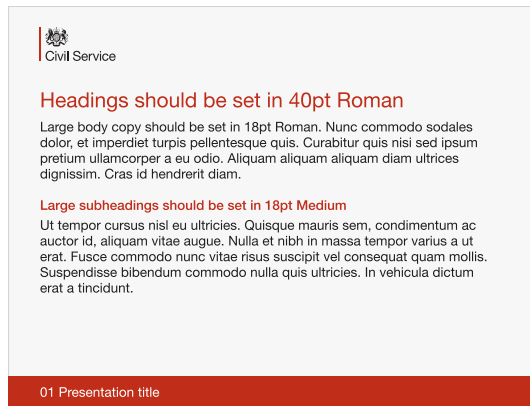 Civil Service
Headings should be set in 40pt Roman
Large body copy should be set in 18pt Roman. Nunc commodo sodales
dolor, et imperdiet turpis pellentesque quis. Curabitur quis nisi sed ipsum
pretium ullamcorper a eu odio. Aliquam aliquam aliquam diam ultrices
dignissim. Cras id hendrerit diam.
Large subheadings should be set in 18pt Medium
Ut tempor cursus nisl eu ultricies. Quisque mauris sem, condimentum ac
auctor id, aliquam vitae augue. Nulla et nibh in massa tempor varius a ut
erat. Fusce commodo nunc vitae risus suscipit vel consequat quam mollis.
Suspendisse bibendum commodo nulla quis ultricies. In vehicula dictum
erat a tincidunt.
01 Presentation title